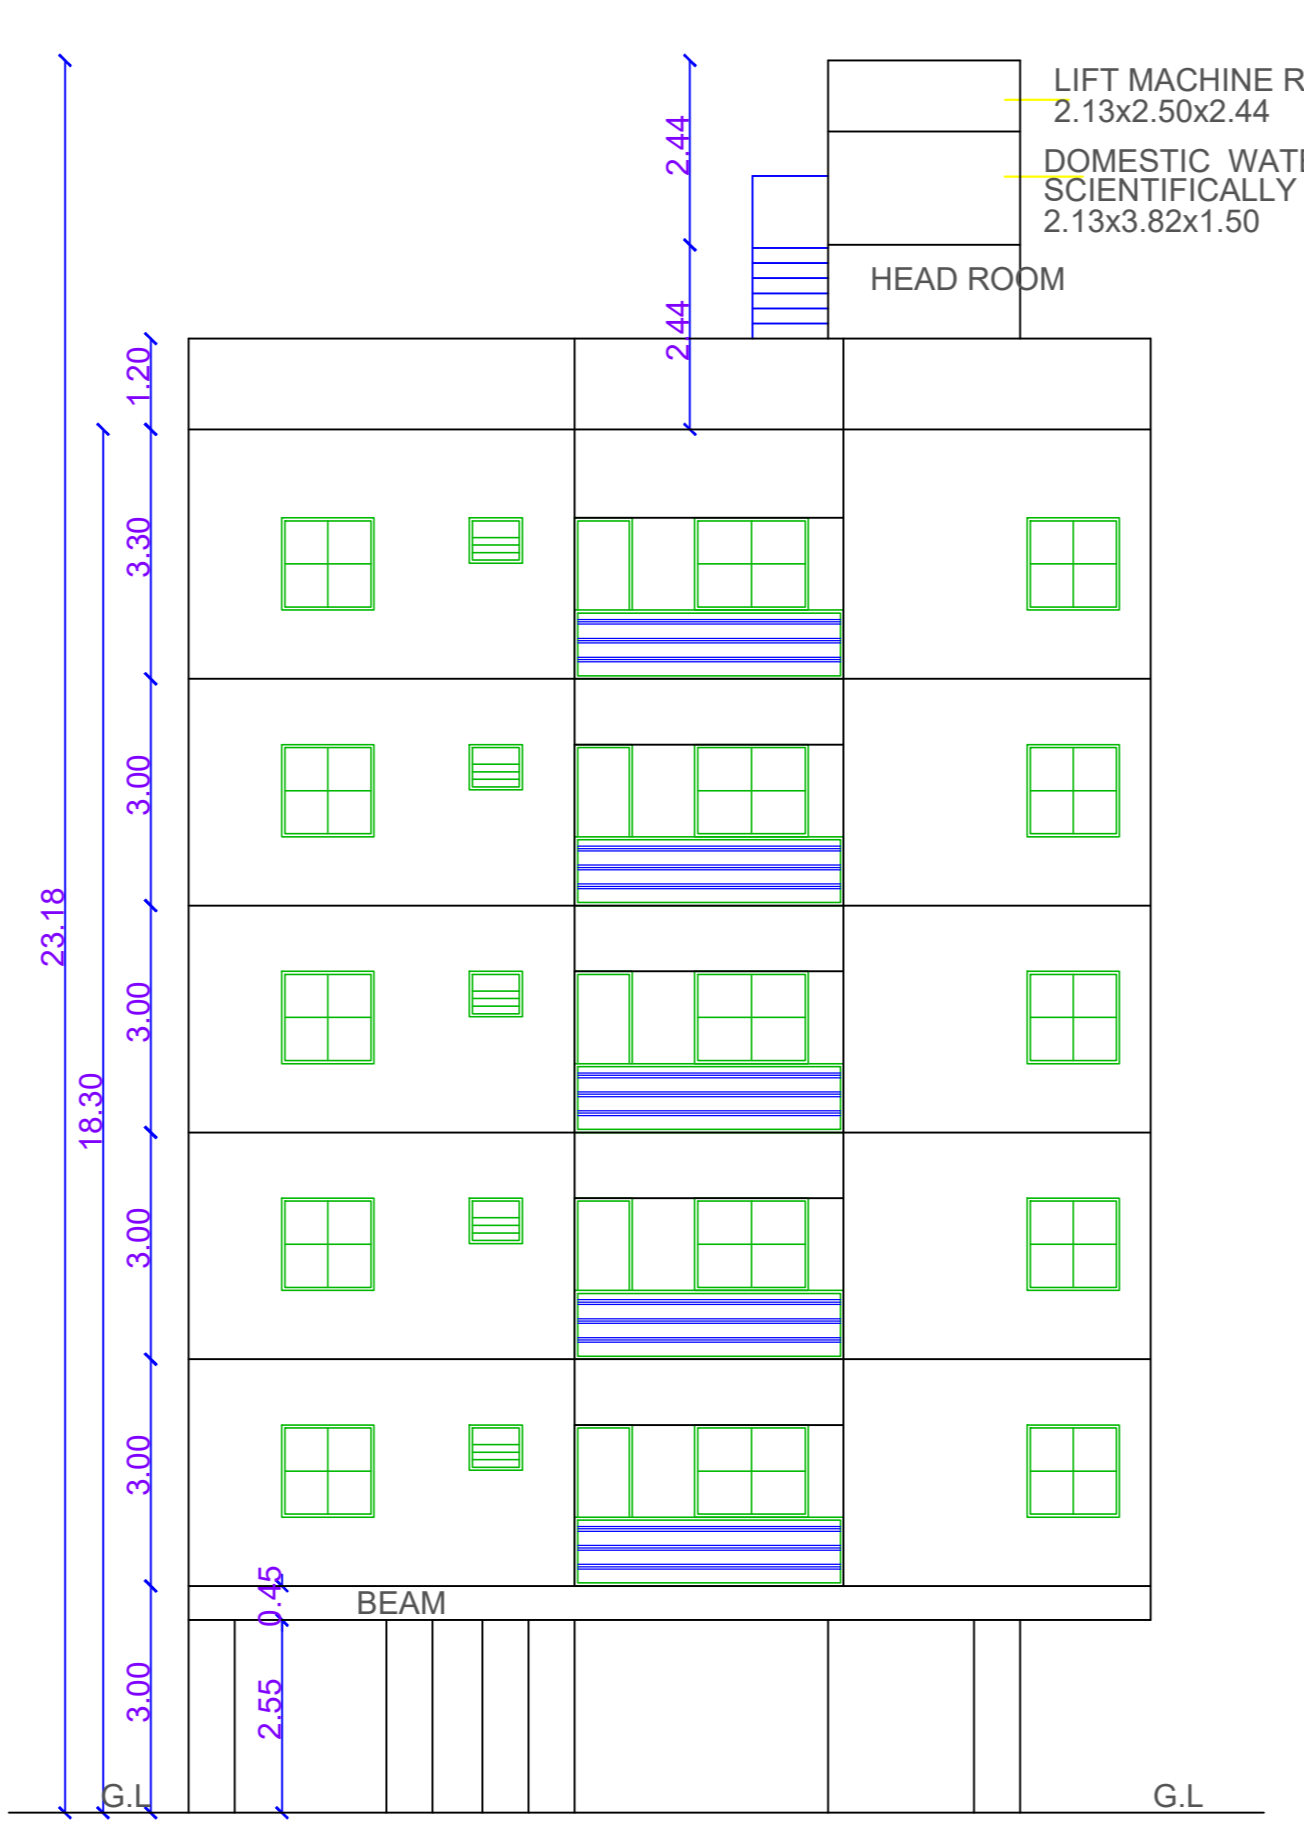 LIFT MACHINE R
2.13x2.50x2.44
DOMESTIC WATE
SCIENTIFICALLY
2.13x3.82x1.50
HEAD ROOM
2.44
2.44
1.20
3.30
3.00
3.00
3.00
3.00
3.00
23.18
18.30
0.45
BEAM
2.55
G.L
G.L